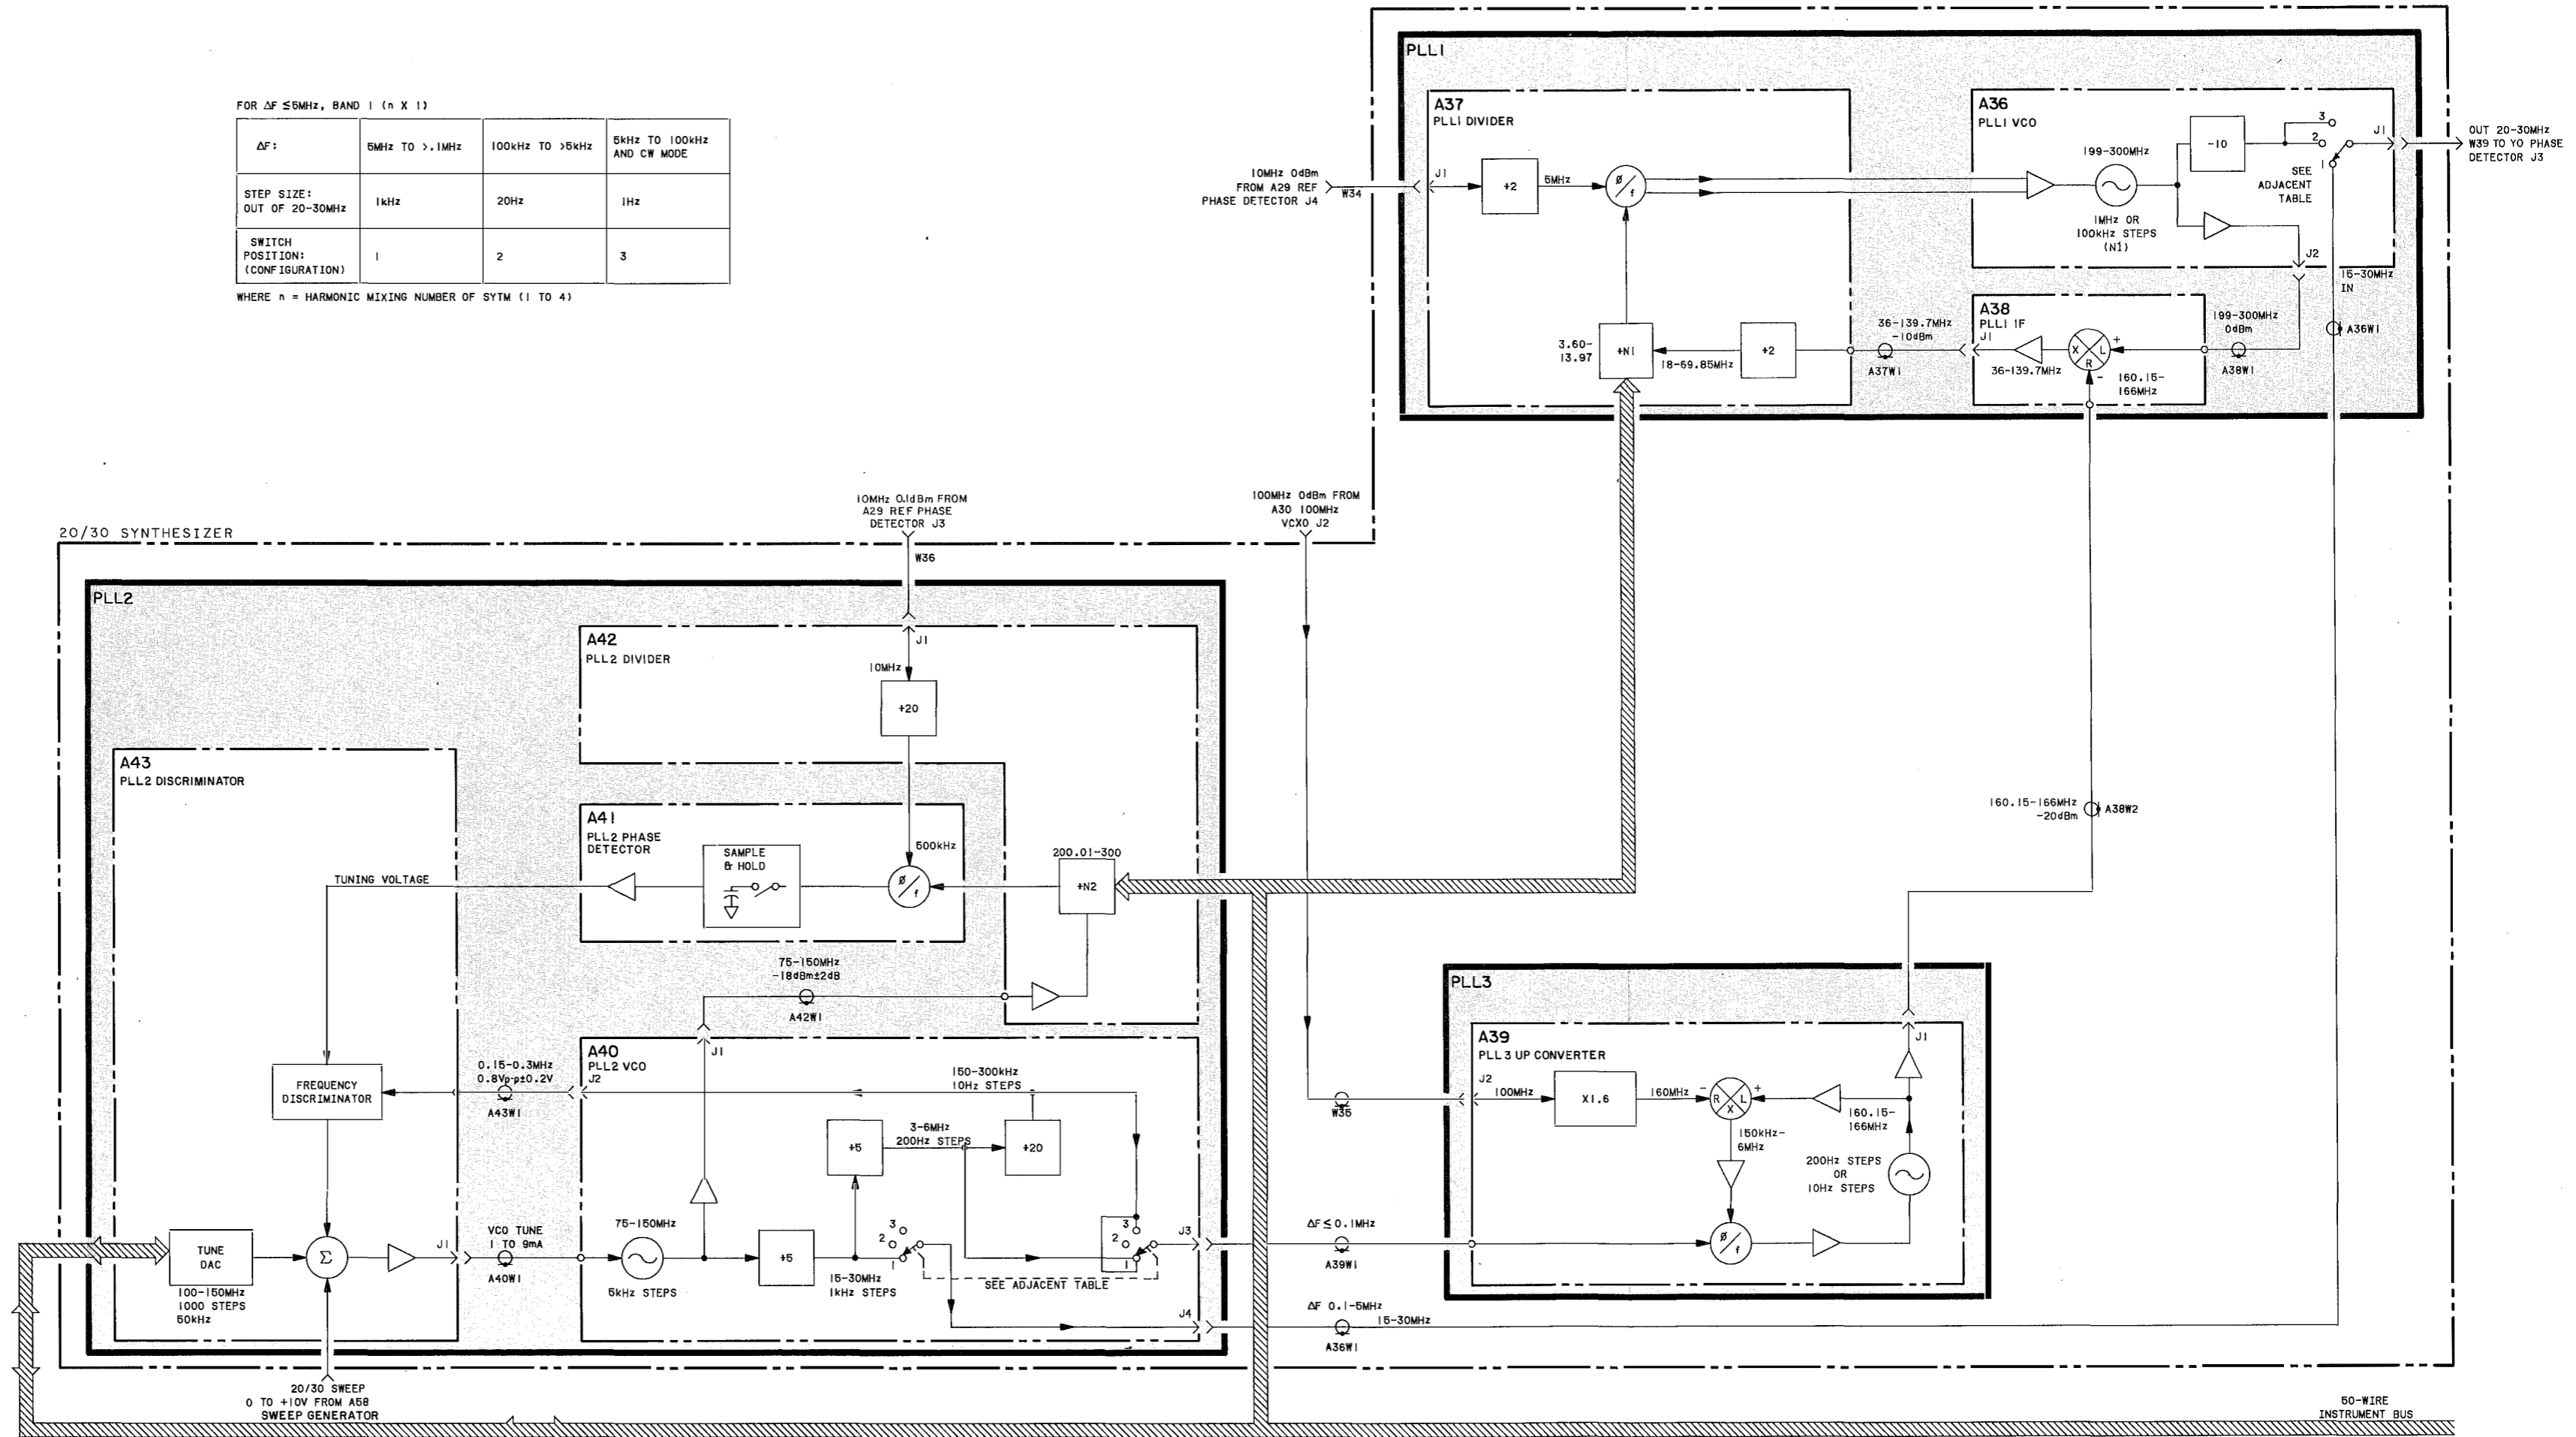 FOR ΔF ≤5MHz, BAND 1 (n X 1)
ΔF:
5MHz TO >.1MHz
100kHz TO >5kHz
5kHz TO 100kHz
AND CW MODE
STEP SIZE:
OUT OF 20-30MHz
1kHz
20Hz
1Hz
SWITCH
POSITION:
(CONFIGURATION)
1
2
3
WHERE n = HARMONIC MIXING NUMBER OF SYTM (1 TO 4)
PLL1
A37
PLL1 DIVIDER
10MHz 0dBm
FROM A29 REF
PHASE DETECTOR J4
W34
J1
÷2
5MHz
Ø/f
3.60-
13.97
÷N1
18-69.85MHz
÷2
36-139.7MHz
-10dBm
A37W1
A36
PLL1 VCO
199-300MHz
1MHz OR
100kHz STEPS
(N1)
-10
3
2
1
SEE
ADJACENT
TABLE
J1
J2
OUT 20-30MHz
W39 TO YO PHASE
DETECTOR J3
15-30MHz
IN
A36W1
A38
PLL1 IF
J1
36-139.7MHz
X
L
R
+
-
160.15-
166MHz
199-300MHz
0dBm
A38W1
20/30 SYNTHESIZER
10MHz 0.1dBm FROM
A29 REF PHASE
DETECTOR J3
W36
100MHz 0dBm FROM
A30 100MHz
VCXO J2
PLL2
A42
PLL2 DIVIDER
J1
10MHz
÷20
A43
PLL2 DISCRIMINATOR
A41
PLL2 PHASE
DETECTOR
SAMPLE
& HOLD
500kHz
Ø/f
200.01-300
÷N2
TUNING VOLTAGE
75-150MHz
-18dBm±2dB
A42W1
160.15-166MHz
-20dBm
A38W2
FREQUENCY
DISCRIMINATOR
0.15-0.3MHz
0.8Vp-p±0.2V
A43W1
A40
PLL2 VCO
J2
J1
150-300kHz
10Hz STEPS
÷5
3-6MHz
200Hz STEPS
÷20
TUNE
DAC
100-150MHz
1000 STEPS
50kHz
Σ
J1
VCO TUNE
1 TO 9mA
A40W1
75-150MHz
5kHz STEPS
÷5
15-30MHz
1kHz STEPS
3
2
1
SEE ADJACENT TABLE
3
2
1
J3
J4
ΔF ≤ 0.1MHz
A39W1
ΔF 0.1-5MHz
15-30MHz
A36W1
W35
PLL3
A39
PLL3 UP CONVERTER
J2
100MHz
X1.6
160MHz
R
L
X
-
+
160.15-
166MHz
J1
150kHz-
6MHz
200Hz STEPS
OR
10Hz STEPS
Ø/f
20/30 SWEEP
0 TO +10V FROM A58
SWEEP GENERATOR
50-WIRE
INSTRUMENT BUS